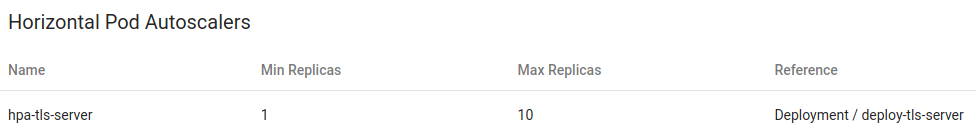 Horizontal Pod Autoscalers
Name Min Replicas Max Replicas Reference
hpa-tls-server 1 10 Deployment / deploy-tls-server